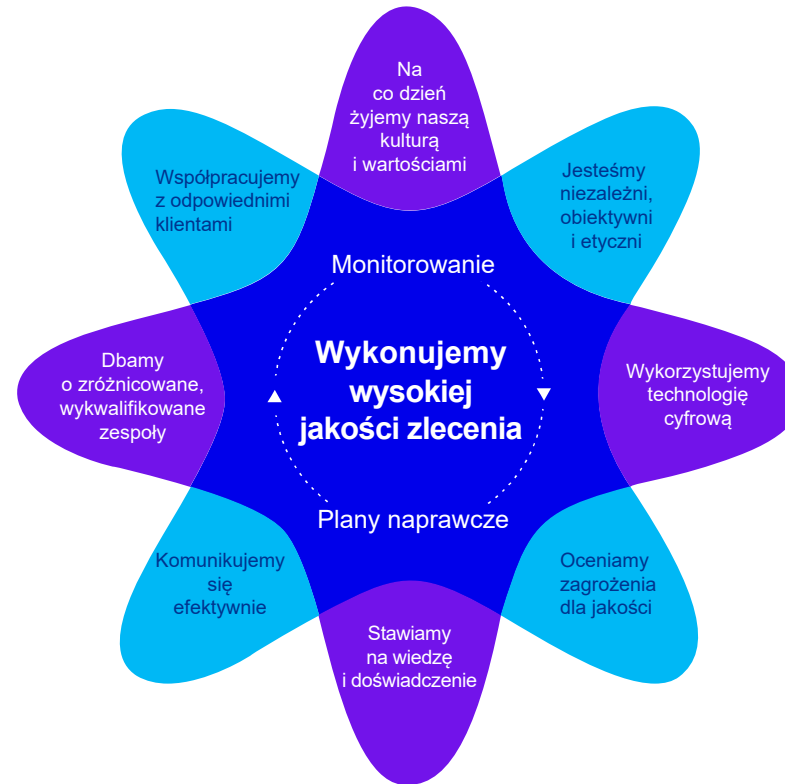 Na
co dzień
żyjemy naszą
kulturą
i wartościami
Współpracujemy
z odpowiednimi
klientami
Jesteśmy
niezależni,
obiektywni
i etyczni
Monitorowanie
Dbamy
o zróżnicowane,
wykwalifikowane
zespoły
Wykonujemy
wysokiej
jakości zlecenia
Wykorzystujemy
technologię
cyfrową
Plany naprawcze
Komunikujemy
się
efektywnie
Oceniamy
zagrożenia
dla jakości
Stawiamy
na wiedzę
i doświadczenie